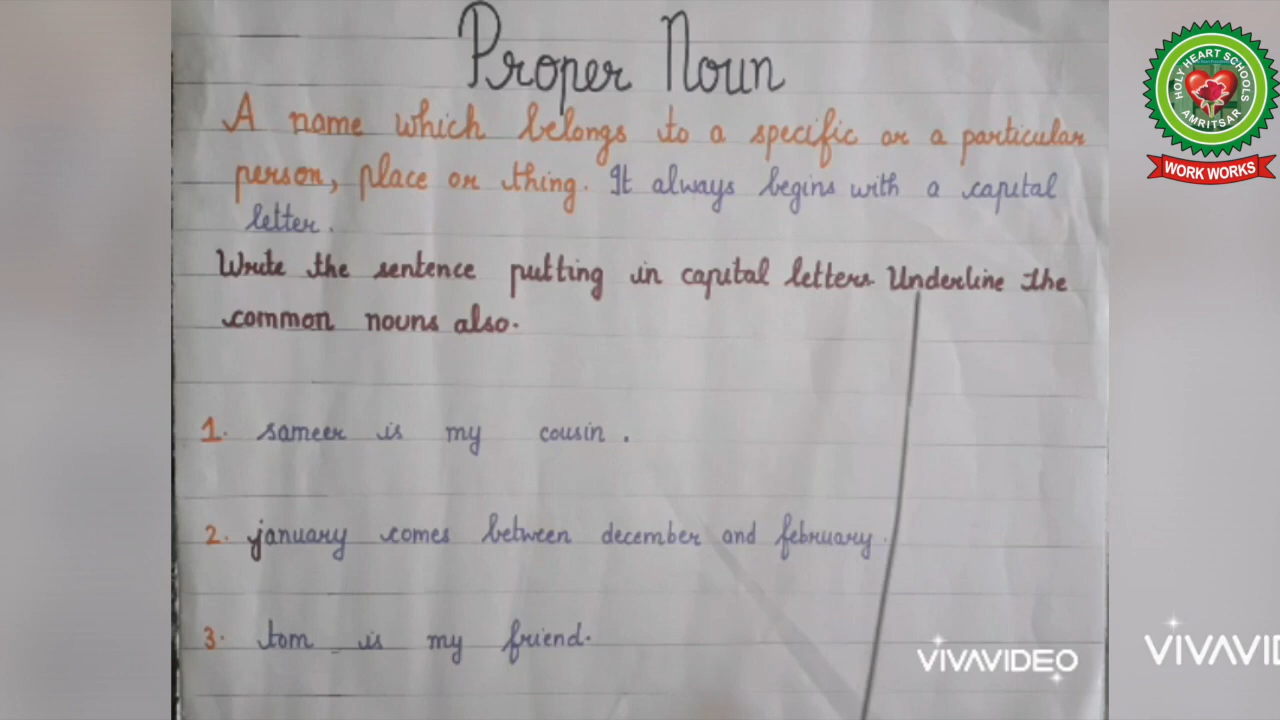 Proper Noun
A name which belongs to a specific or a particular
person, place or thing. It always begins with a capital
letter.
Write the sentence putting in capital letters. Underline the
common nouns also.
1. sameer is my cousin.
2. january comes between december and february.
3. tom is my friend.
HOLY HEART SCHOOLS
AMRITSAR
WORK WORKS
VIVAVIDEO
VIVAVID